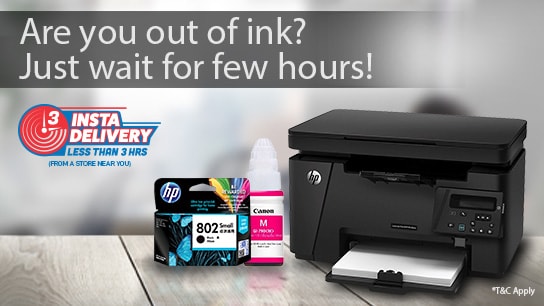 Are you out of ink?
Just wait for few hours!
3
INSTA
DELIVERY
LESS THAN 3 HRS
(FROM A STORE NEAR YOU)
hp
802 Small
Canon
M
hp
*T&C Apply